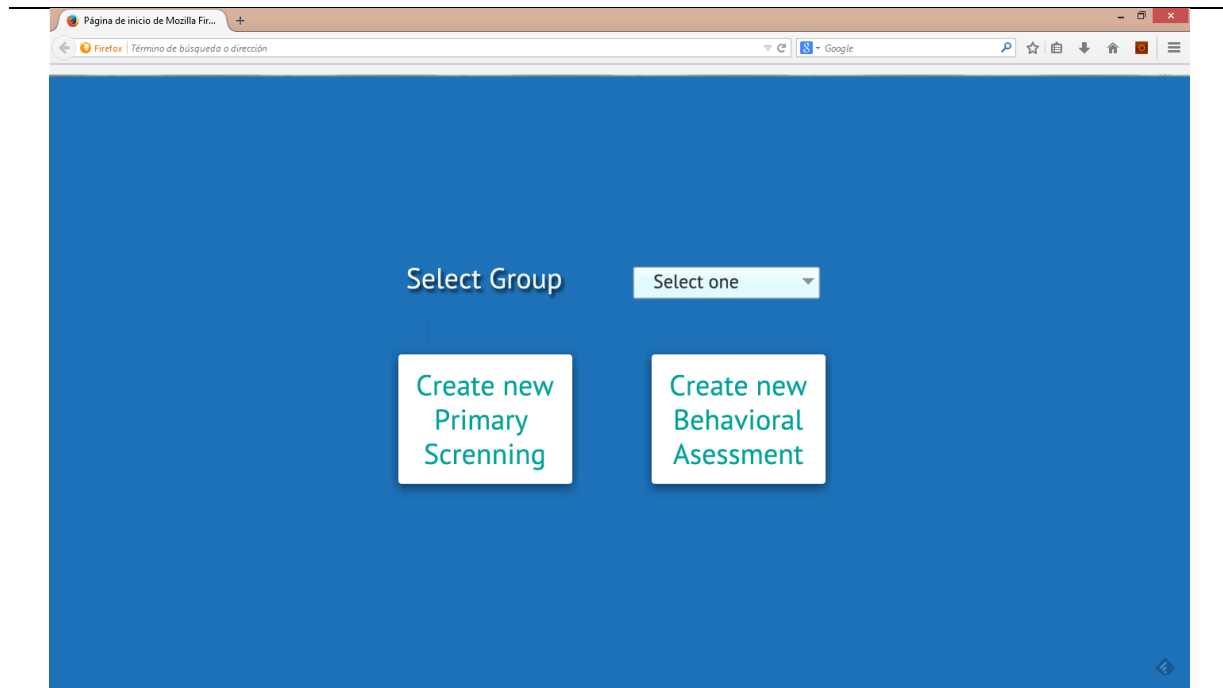 Página de inicio de Mozilla Fir...
Firefox Término de búsqueda o dirección
Google
Select Group
Select one
Create new
Primary
Screnning
Create new
Behavioral
Asessment